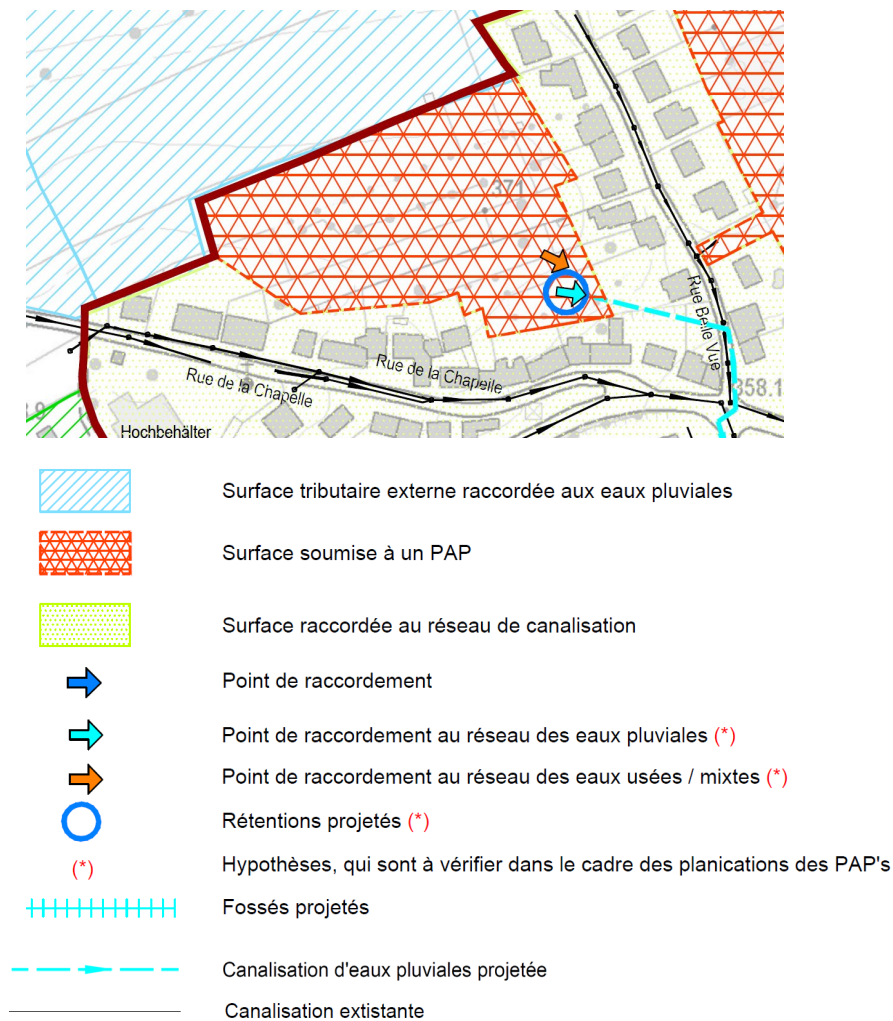 371
Rue Belle Vue
Rue de la Chapelle
Rue de la Chapelle
358.1
Hochbehälter
Surface tributaire externe raccordée aux eaux pluviales
Surface soumise à un PAP
Surface raccordée au réseau de canalisation
Point de raccordement
Point de raccordement au réseau des eaux pluviales (*)
Point de raccordement au réseau des eaux usées / mixtes (*)
Rétentions projetés (*)
(*) Hypothèses, qui sont à vérifier dans le cadre des planications des PAP's
Fossés projetés
Canalisation d'eaux pluviales projetée
Canalisation extistante